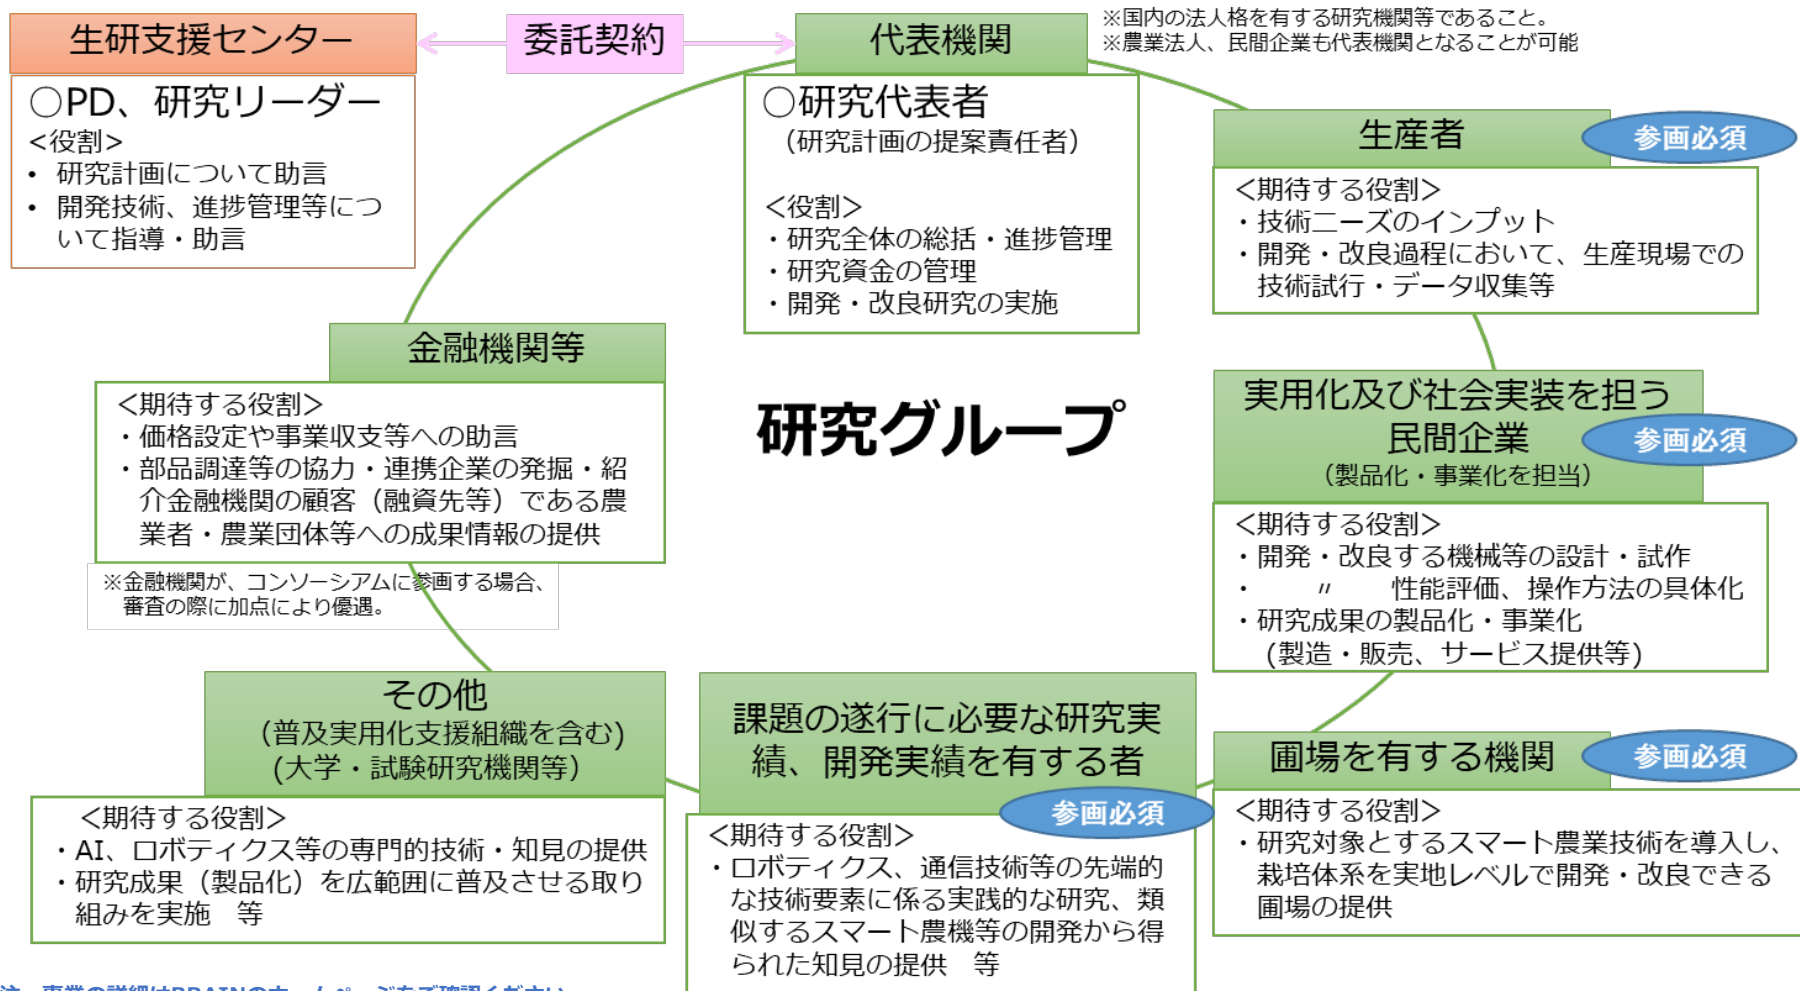 生研支援センター
委託契約
代表機関
※国内の法人格を有する研究機関等であること。
※農業法人、民間企業も代表機関となることが可能
○PD、研究リーダー
<役割>
• 研究計画について助言
• 開発技術、進捗管理等につ
いて指導・助言
○研究代表者
（研究計画の提案責任者）
<役割>
・研究全体の総括・進捗管理
・研究資金の管理
・開発・改良研究の実施
生産者
参画必須
<期待する役割>
・技術ニーズのインプット
・開発・改良過程において、生産現場での
技術試行・データ収集等
金融機関等
<期待する役割>
・価格設定や事業収支等への助言
・部品調達等の協力・連携企業の発掘・紹
介金融機関の顧客（融資先等）である農
業者・農業団体等への成果情報の提供
※金融機関が、コンソーシアムに参画する場合、
審査の際に加点により優遇。
研究グループ
実用化及び社会実装を担う
民間企業
（製品化・事業化を担当）
参画必須
<期待する役割>
・開発・改良する機械等の設計・試作
・　　〃　　性能評価、操作方法の具体化
・研究成果の製品化・事業化
(製造・販売、サービス提供等)
その他
（普及実用化支援組織を含む)
(大学・試験研究機関等）
<期待する役割>
・AI、ロボティクス等の専門的技術・知見の提供
・研究成果（製品化）を広範囲に普及させる取り
組みを実施　等
課題の遂行に必要な研究実
績、開発実績を有する者
参画必須
<期待する役割>
・ロボティクス、通信技術等の先端的
な技術要素に係る実践的な研究、類
似するスマート農機等の開発から得
られた知見の提供　等
圃場を有する機関
参画必須
<期待する役割>
・研究対象とするスマート農業技術を導入し、
栽培体系を実地レベルで開発・改良できる
圃場の提供
注　事業の詳細はBRAINのホームページをご確認ください